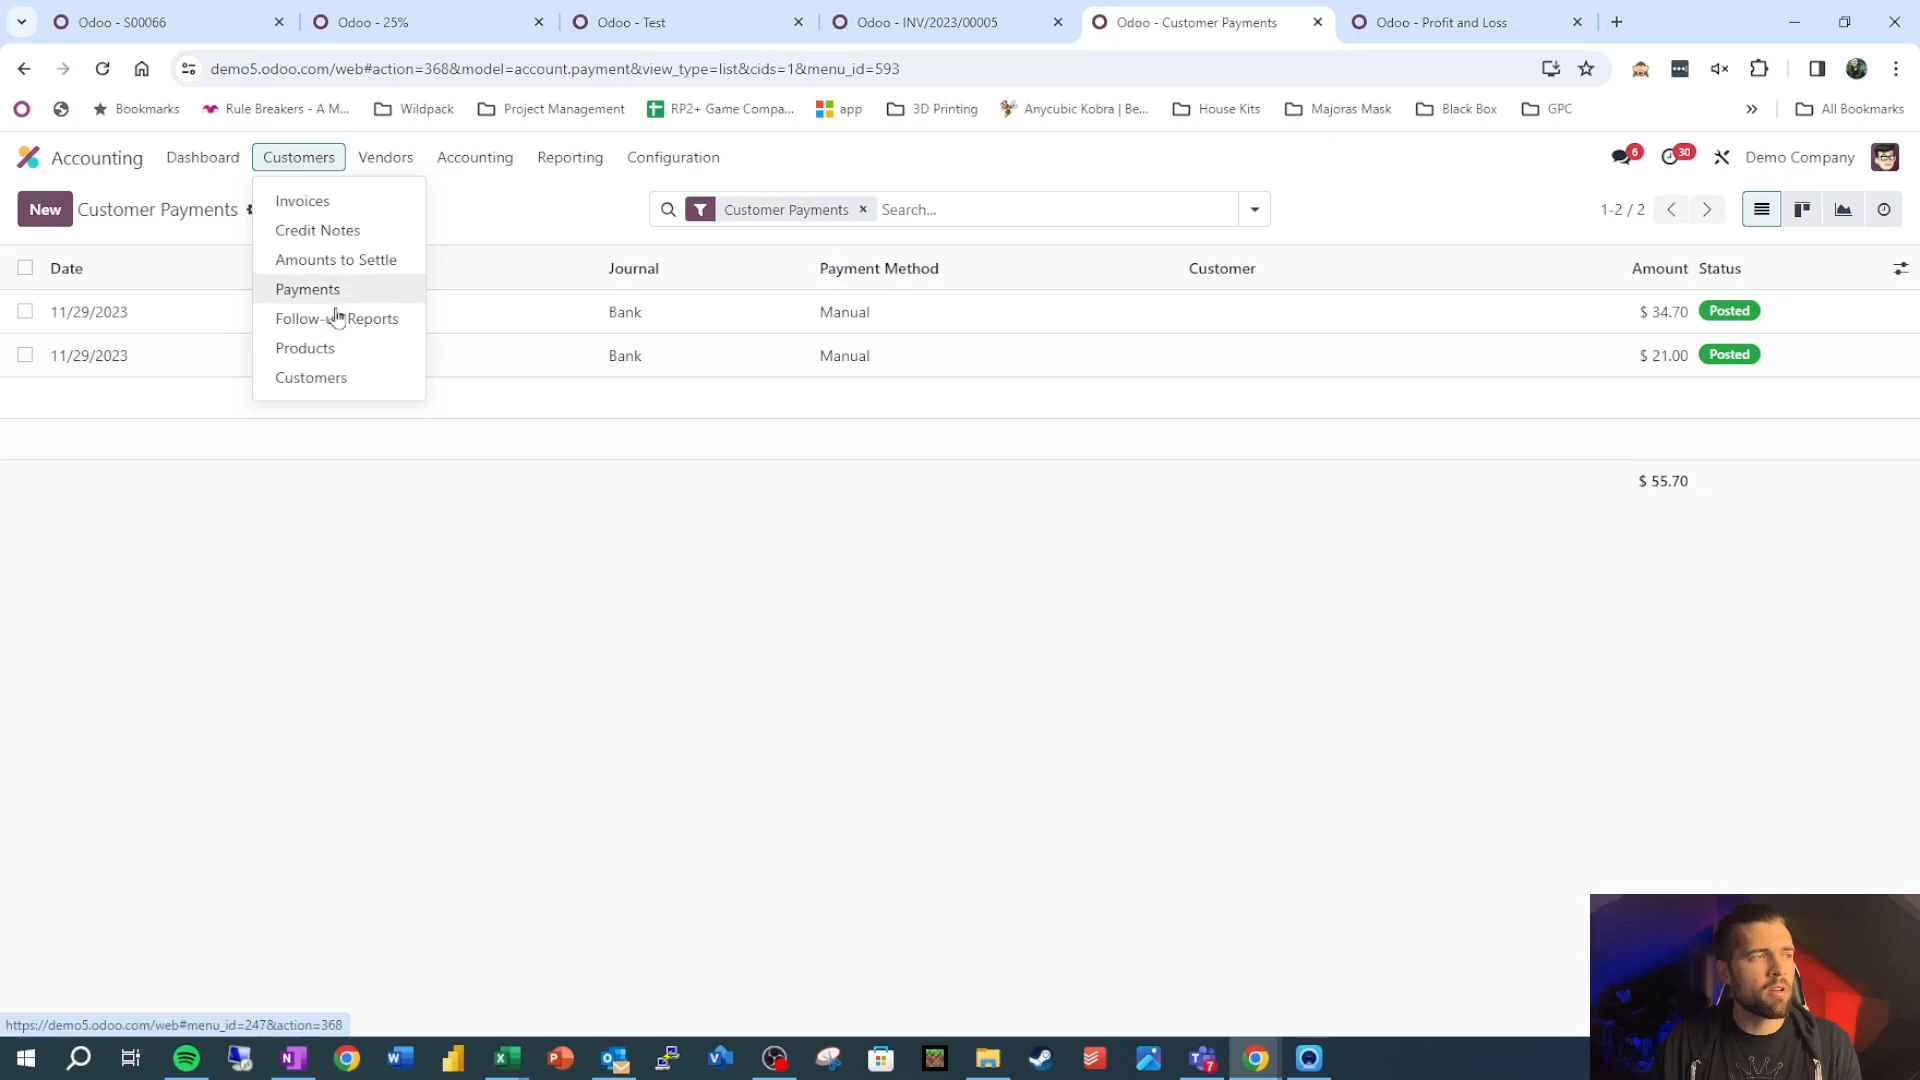 Odoo - S00066
Odoo - 25%
Odoo - Test
Odoo - INV/2023/00005
Odoo - Customer Payments
Odoo - Profit and Loss
demo5.odoo.com/web#action=368&model=account.payment&view_type=list&cids=1&menu_id=593
Bookmarks
Rule Breakers - A M...
Wildpack
Project Management
RP2+ Game Compa...
app
3D Printing
Anycubic Kobra | Be...
House Kits
Majoras Mask
Black Box
GPC
All Bookmarks
Accounting
Dashboard
Customers
Vendors
Accounting
Reporting
Configuration
6
30
Demo Company
New
Customer Payments
Customer Payments
Search...
1-2 / 2
Invoices
Credit Notes
Amounts to Settle
Payments
Follow-up Reports
Products
Customers
Date
Journal
Payment Method
Customer
Amount
Status
11/29/2023
Bank
Manual
$ 34.70
Posted
11/29/2023
Bank
Manual
$ 21.00
Posted
$ 55.70
https://demo5.odoo.com/web#menu_id=247&action=368
7